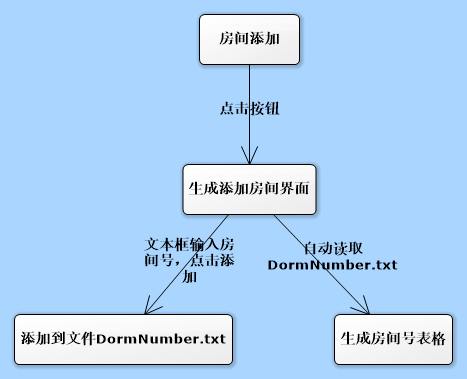 房间添加
点击按钮
生成添加房间界面
文本框输入房
间号，点击添
加
自动读取
DormNumber.txt
添加到文件DormNumber.txt
生成房间号表格